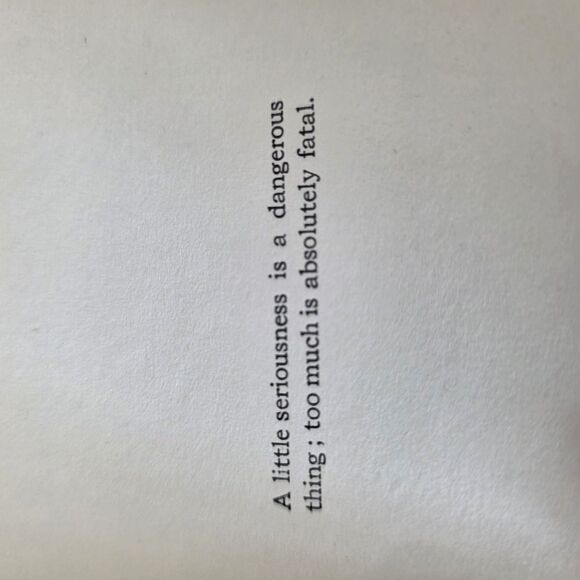 A little seriousness is a dangerous
thing ; too much is absolutely fatal.